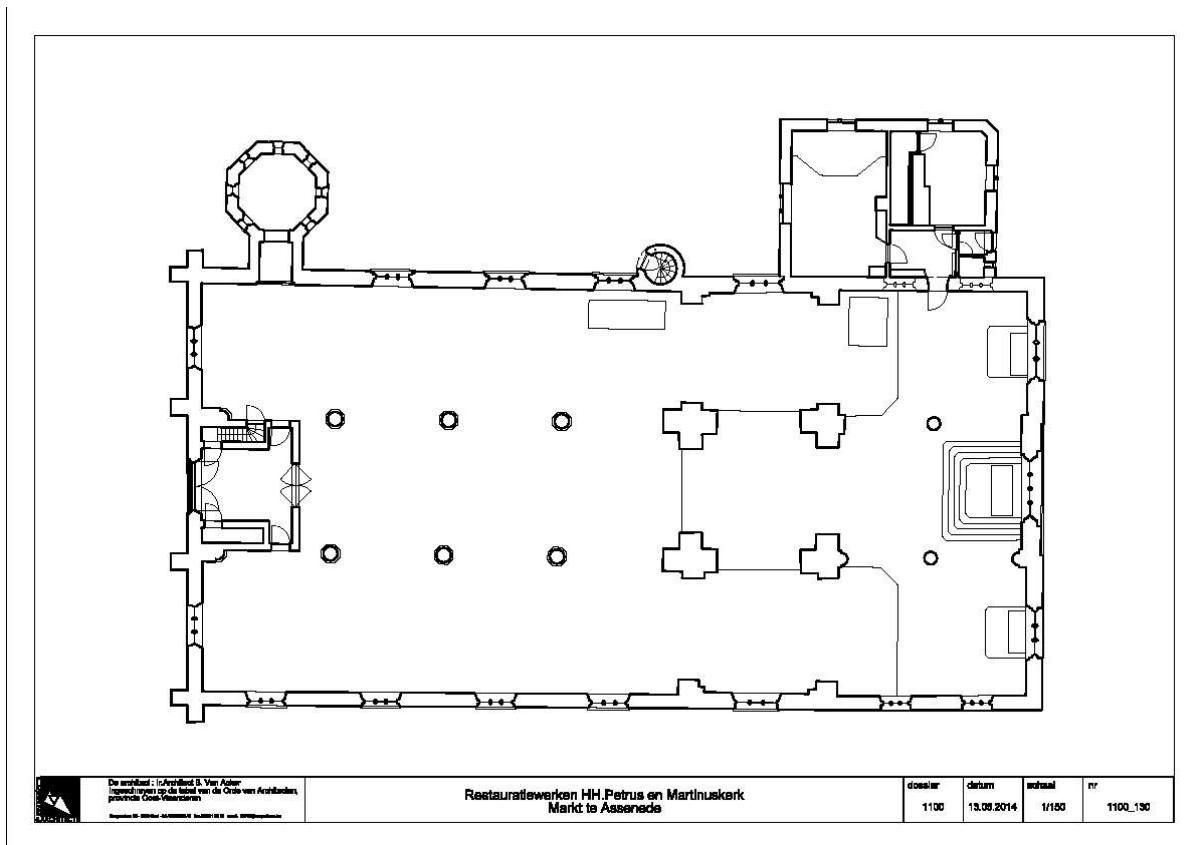 De architect : ir.Architect S. Van Acker
Ingeschreven op de tabel van de Orde van Architecten,
provincie Oost-Vlaanderen
Restauratiewerken HH.Petrus en Martinuskerk
Markt te Assenede
dossier datum schaal nr
1100 13.06.2014 1/150 1100_130